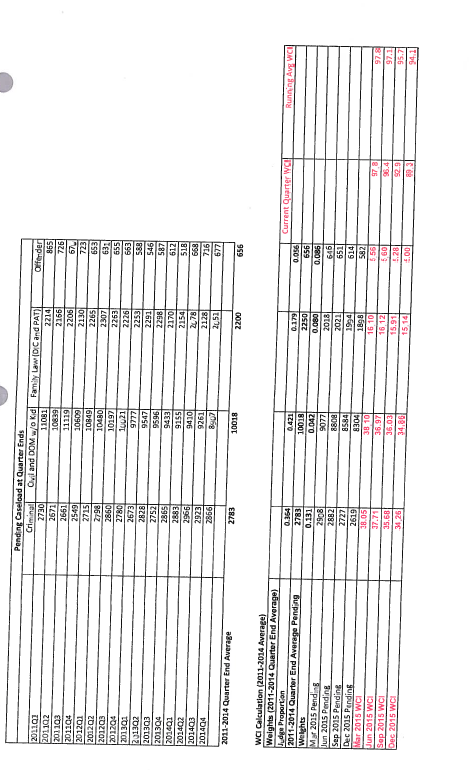 Pending Caseload at Quarter Ends
Criminal Civil and DOM w/o Kid Family Law (DIC and PAT) Offender
2011Q1 2730 11081 2214 865
2011Q2 2671 10839 2166 726
2011Q3 2661 11119 2206
2011Q4 2549 10609 2130 723
2012Q1 2715 10849 2265 653
2012Q2 2798 10480 2307 631
2012Q3 2860 10197 2263 655
2012Q4 2780 10021 2226 663
2013Q1 2673 9777 2253 588
2013Q2 2828 9547 2291 546
2013Q3 2752 9596 2298 587
2013Q4 2865 9433 2170 612
2014Q1 2883 9155 2154 518
2014Q2 2966 9410 2178 668
2014Q3 2923 9261 2128 716
2014Q4 2866 8907 2051 677
2011-2014 Quarter End Average 2783 10018 2200 656
WCI Calculation (2011-2014 Average)
Weights (2011-2014 Quarter End Average)
Judge Proportion 0.364 0.421 0.179 0.036 Current Quarter WCI Running Avg WCI
2011-2014 Quarter End Average Pending 2783 10018 2250 656
Weights 0.131 0.042 0.080 0.086
Mar 2015 Pending 2908 9077 2018 646
Jun 2015 Pending 2882 8808 2021 651
Sep 2015 Pending 2727 8584 1994 614
Dec 2015 Pending 2619 8304 1898 582
Mar 2015 WCI 38.05 38.10 16.10 5.56 97.8 97.8
Jun 2015 WCI 37.71 36.97 16.12 5.60 96.4 97.1
Sep 2015 WCI 35.68 36.03 15.91 5.28 92.9 95.7
Dec 2015 WCI 34.26 34.86 15.14 5.00 89.3 94.1